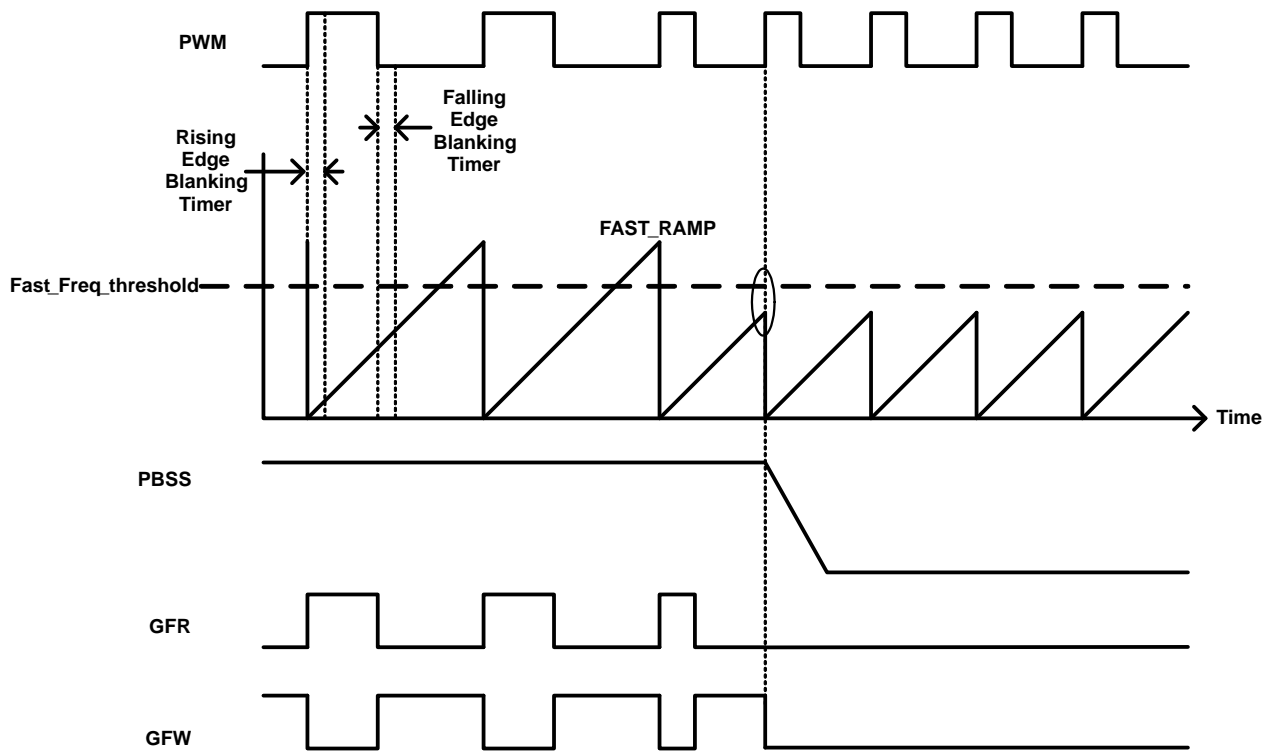 PWM
Falling
Edge
Blanking
Timer
Rising
Edge
Blanking
Timer
FAST_RAMP
Fast_Freq_threshold
Time
PBSS
GFR
GFW